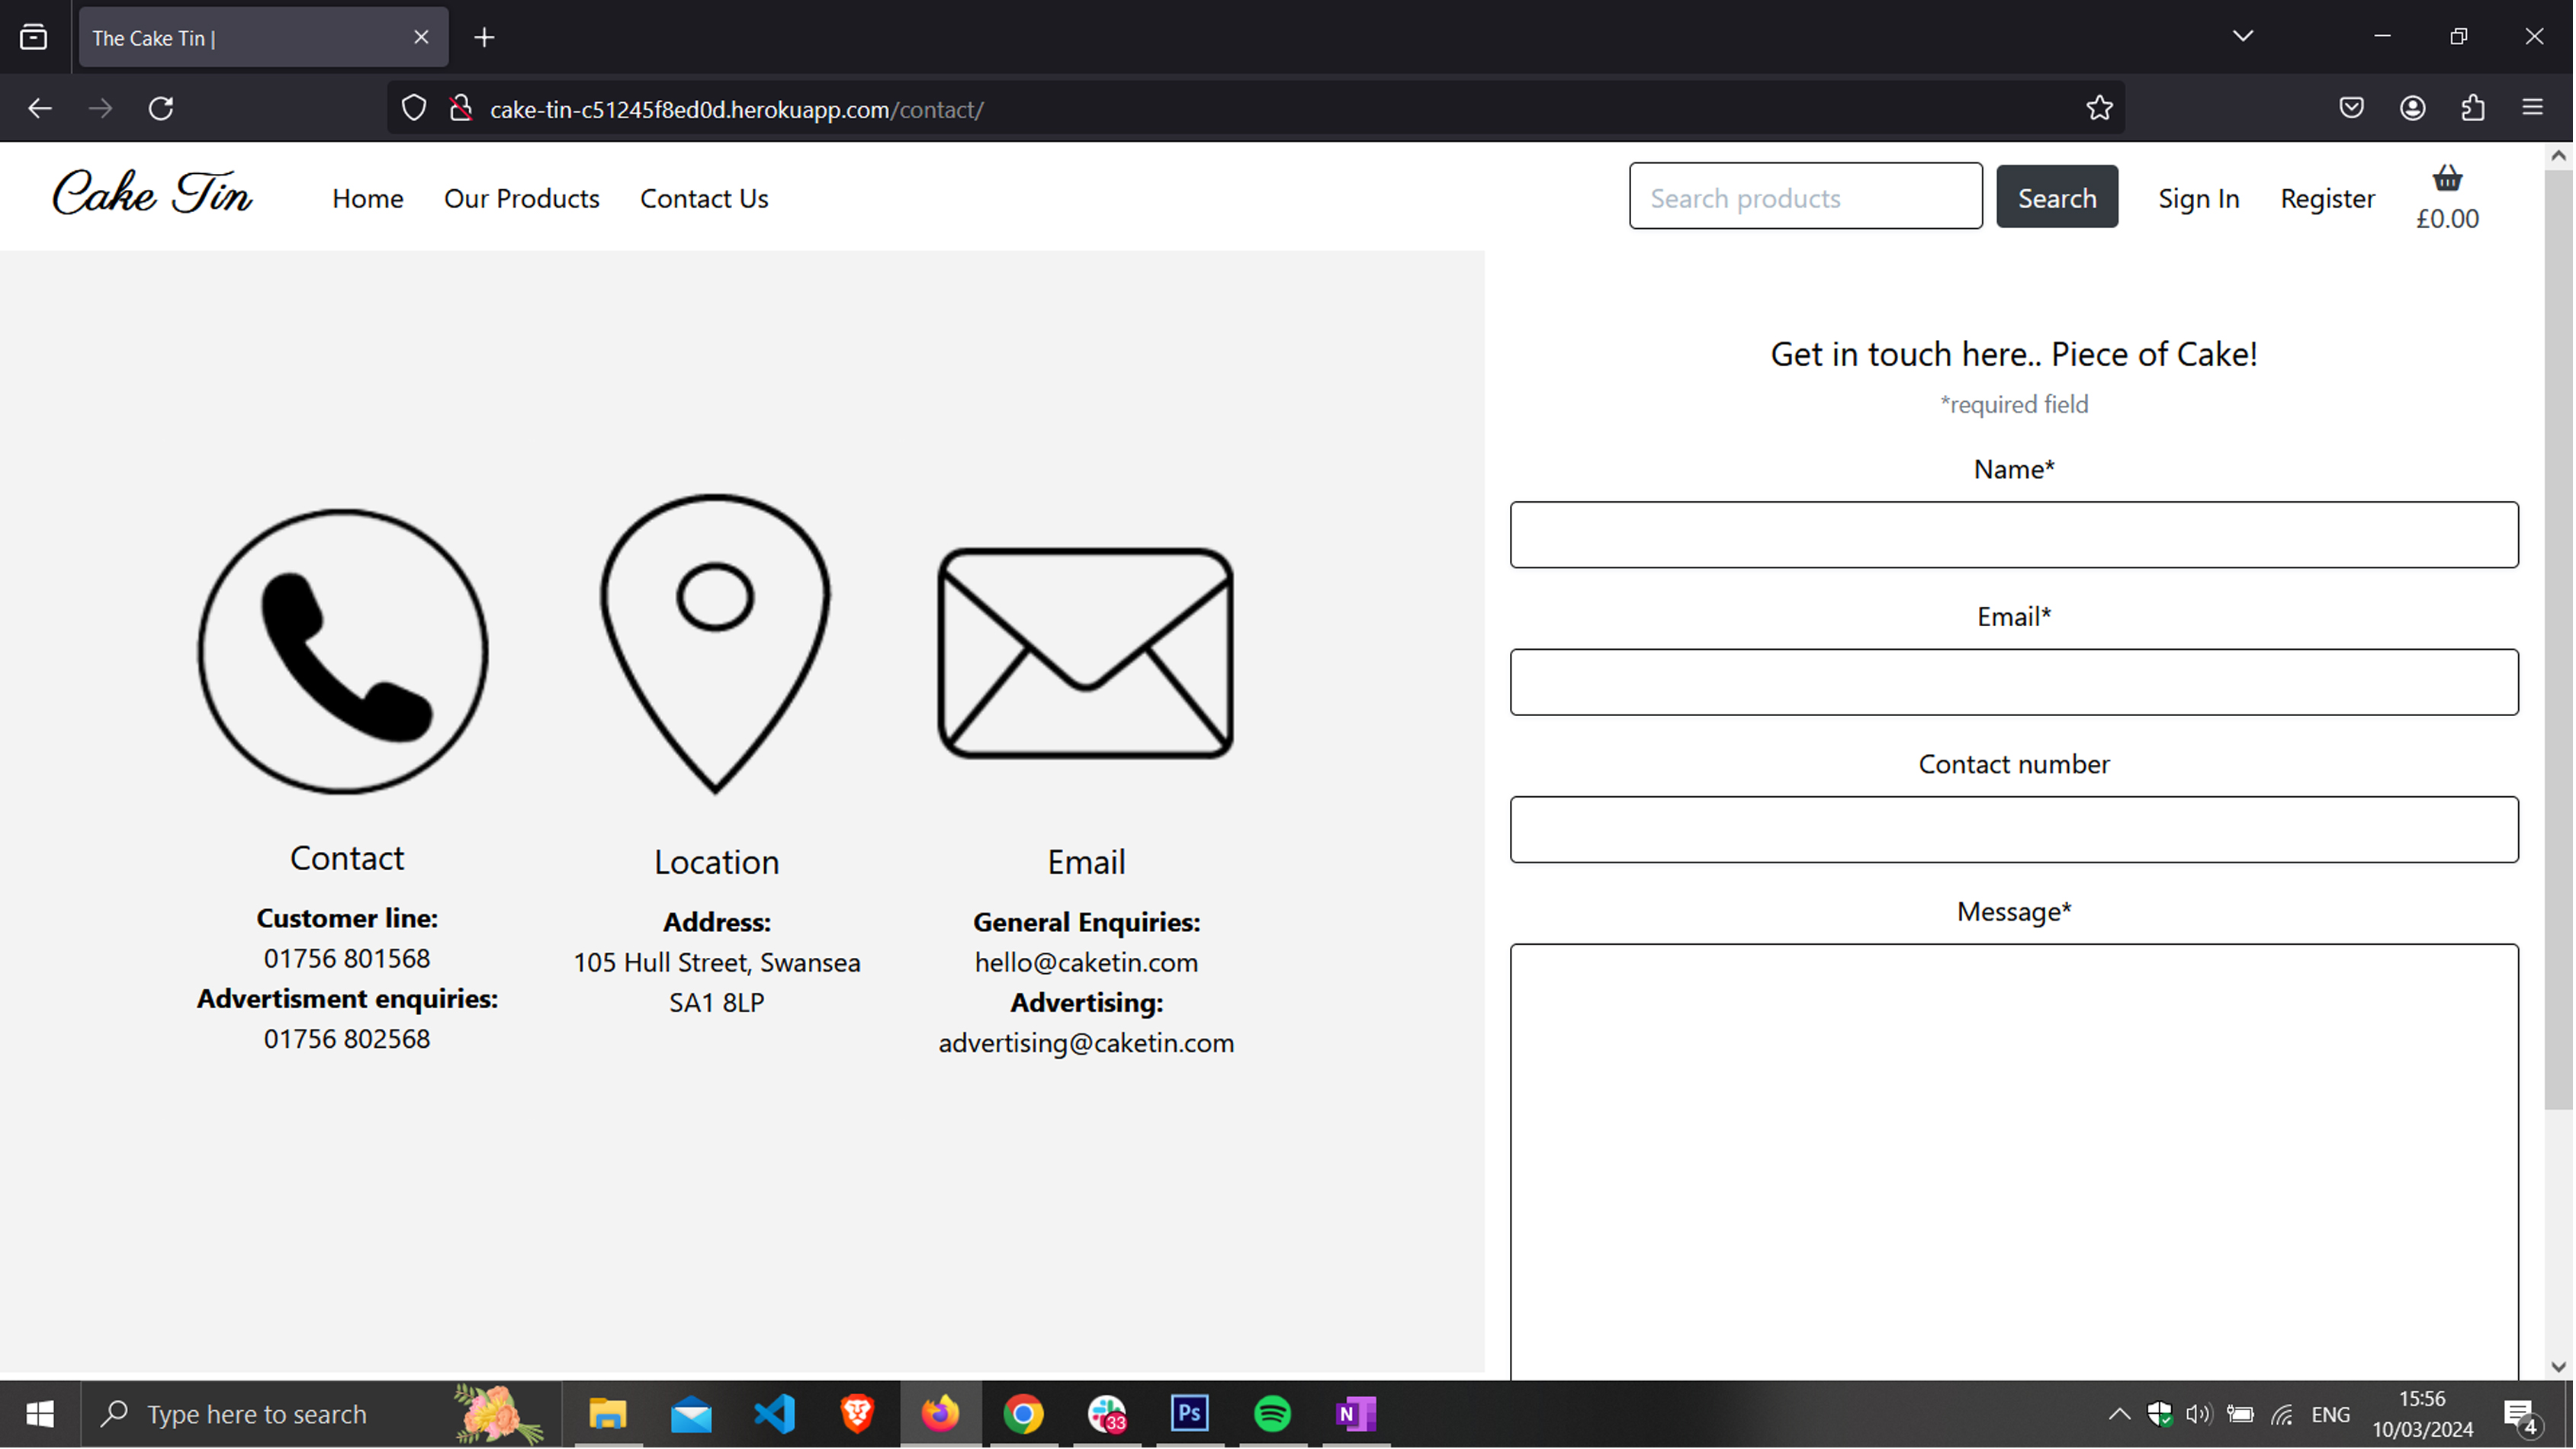 The Cake Tin |
cake-tin-c51245f8ed0d.herokuapp.com/contact/
Cake Tin
Home
Our Products
Contact Us
Search products
Search
Sign In
Register
£0.00
Get in touch here.. Piece of Cake!
*required field
Name*
Email*
Contact number
Message*
Contact
Customer line:
01756 801568
Advertisment enquiries:
01756 802568
Location
Address:
105 Hull Street, Swansea
SA1 8LP
Email
General Enquiries:
hello@caketin.com
Advertising:
advertising@caketin.com
Type here to search
33
Ps
N
ENG
15:56
10/03/2024
4